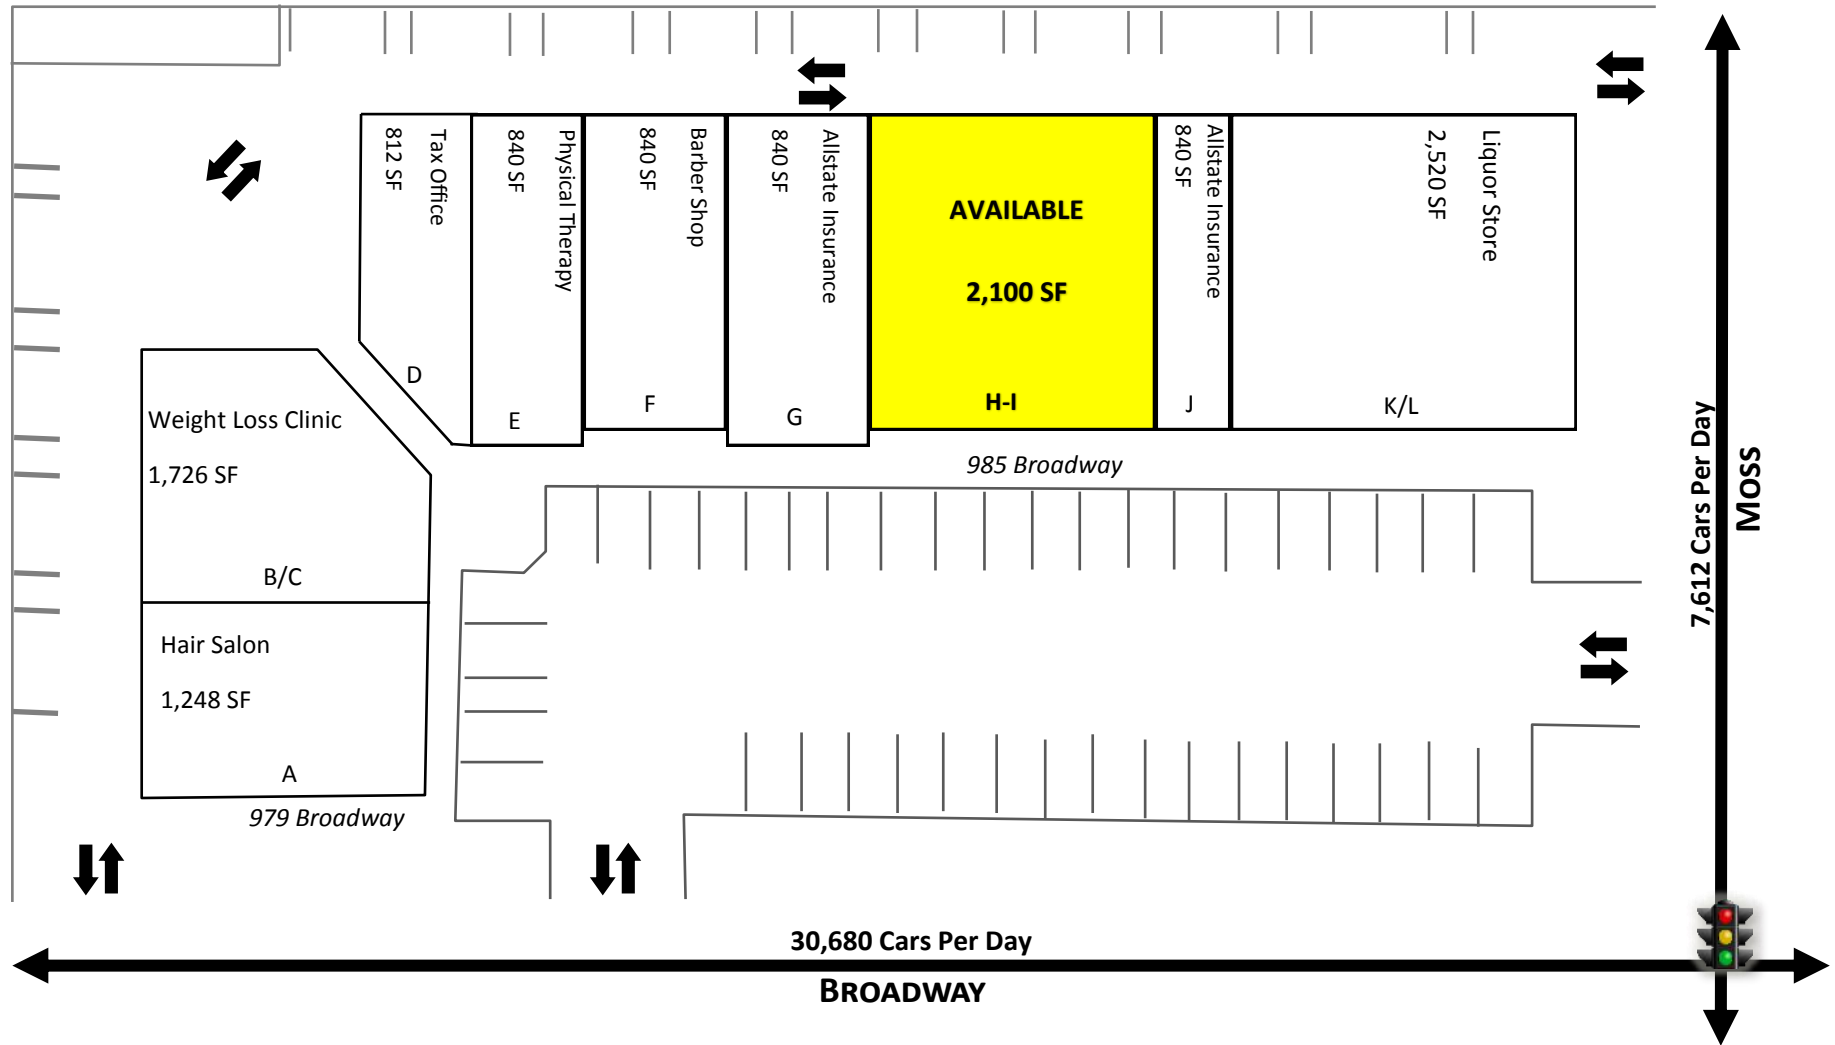 Tax Office
812 SF
D
Physical Therapy
840 SF
E
Barber Shop
840 SF
F
Allstate Insurance
840 SF
G
AVAILABLE
2,100 SF
H-I
Allstate Insurance
840 SF
J
Liquor Store
2,520 SF
K/L
985 Broadway
Weight Loss Clinic
1,726 SF
B/C
Hair Salon
1,248 SF
A
979 Broadway
7,612 Cars Per Day
MOSS
30,680 Cars Per Day
BROADWAY